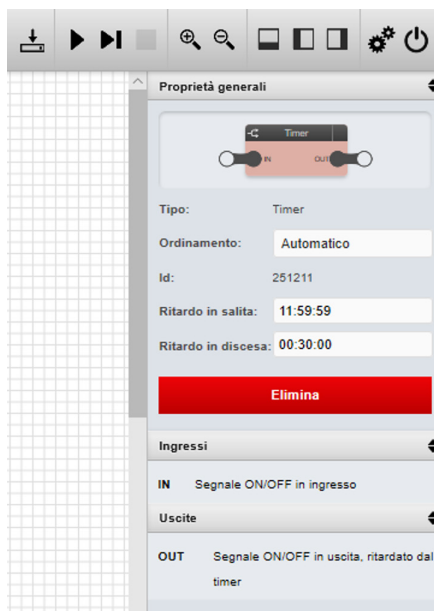 Proprietà generali
Timer
IN
OUT
Tipo: Timer
Ordinamento: Automatico
Id: 251211
Ritardo in salita: 11:59:59
Ritardo in discesa: 00:30:00
Elimina
Ingressi
IN Segnale ON/OFF in ingresso
Uscite
OUT Segnale ON/OFF in uscita, ritardato dal
timer